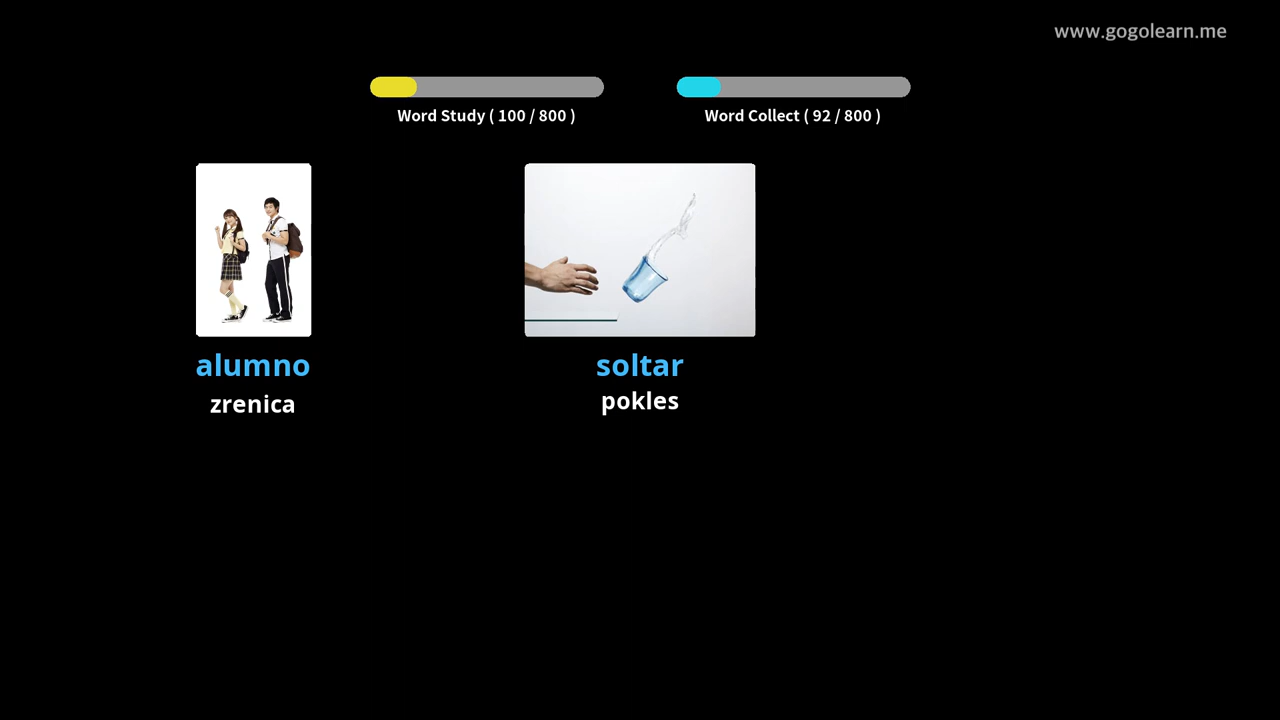 www.gogolearn.me
Word Study ( 100 / 800 )
Word Collect ( 92 / 800 )
alumno
zrenica
soltar
pokles